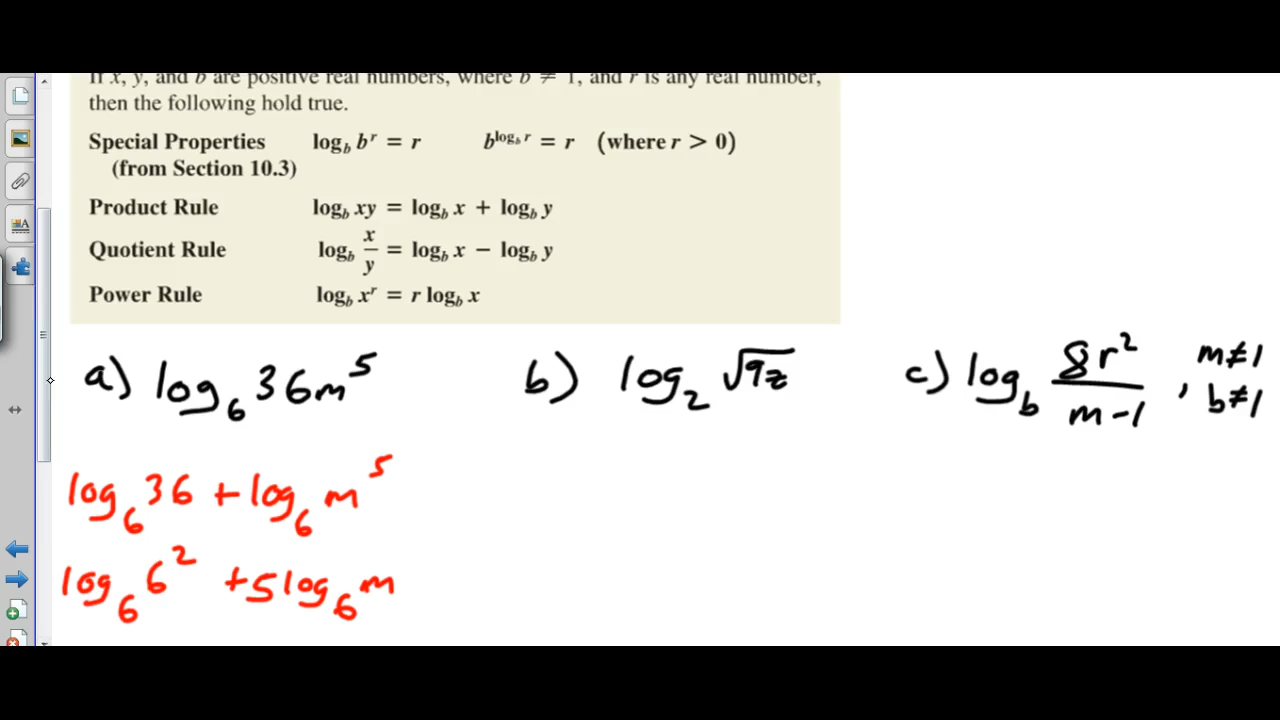 If x, y, and b are positive real numbers, where b ≠ 1, and r is any real number,
then the following hold true.
Special Properties log_b b^r = r b^(log_b r) = r (where r > 0)
(from Section 10.3)
Product Rule log_b xy = log_b x + log_b y
Quotient Rule log_b x/y = log_b x − log_b y
Power Rule log_b x^r = r log_b x
a) log_6 36m^5 b) log_2 √9z c) log_b 8r^2/(m-1) , m≠1 b≠1
log_6 36 + log_6 m^5
log_6 6^2 + 5 log_6 m